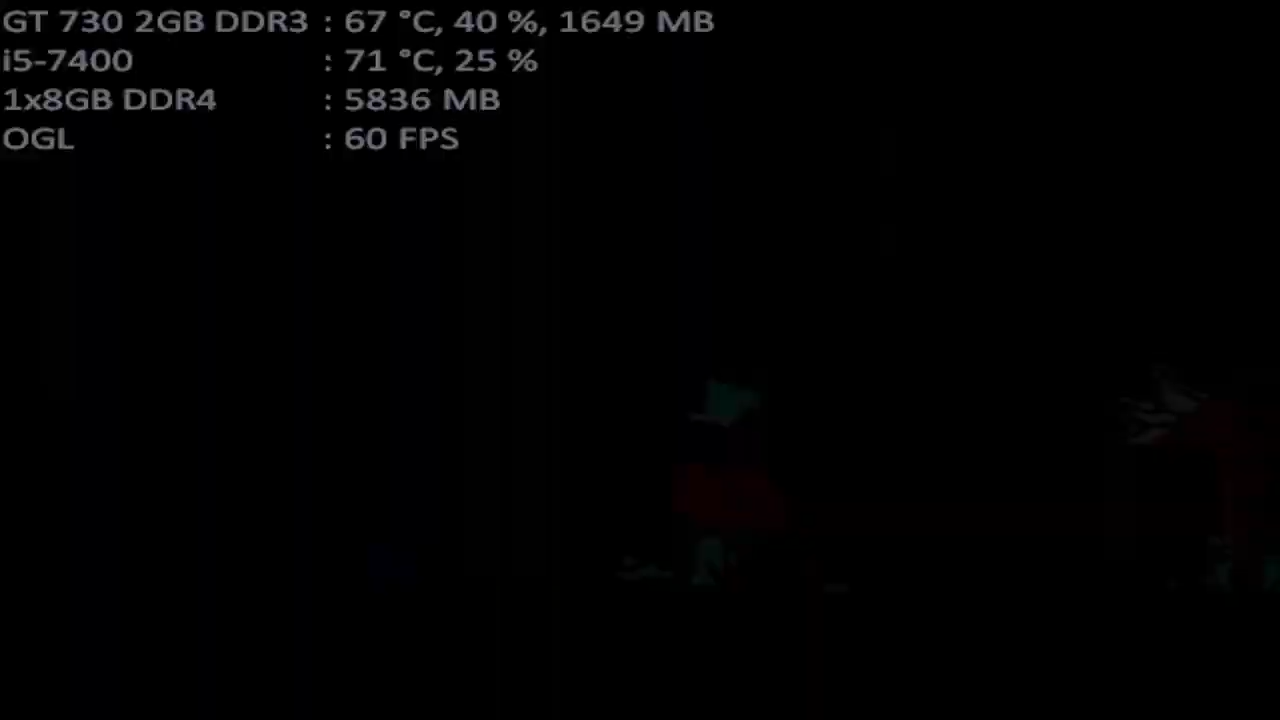 GT 730 2GB DDR3 : 67 °C, 40 %, 1649 MB
i5-7400 : 71 °C, 25 %
1x8GB DDR4 : 5836 MB
OGL : 60 FPS